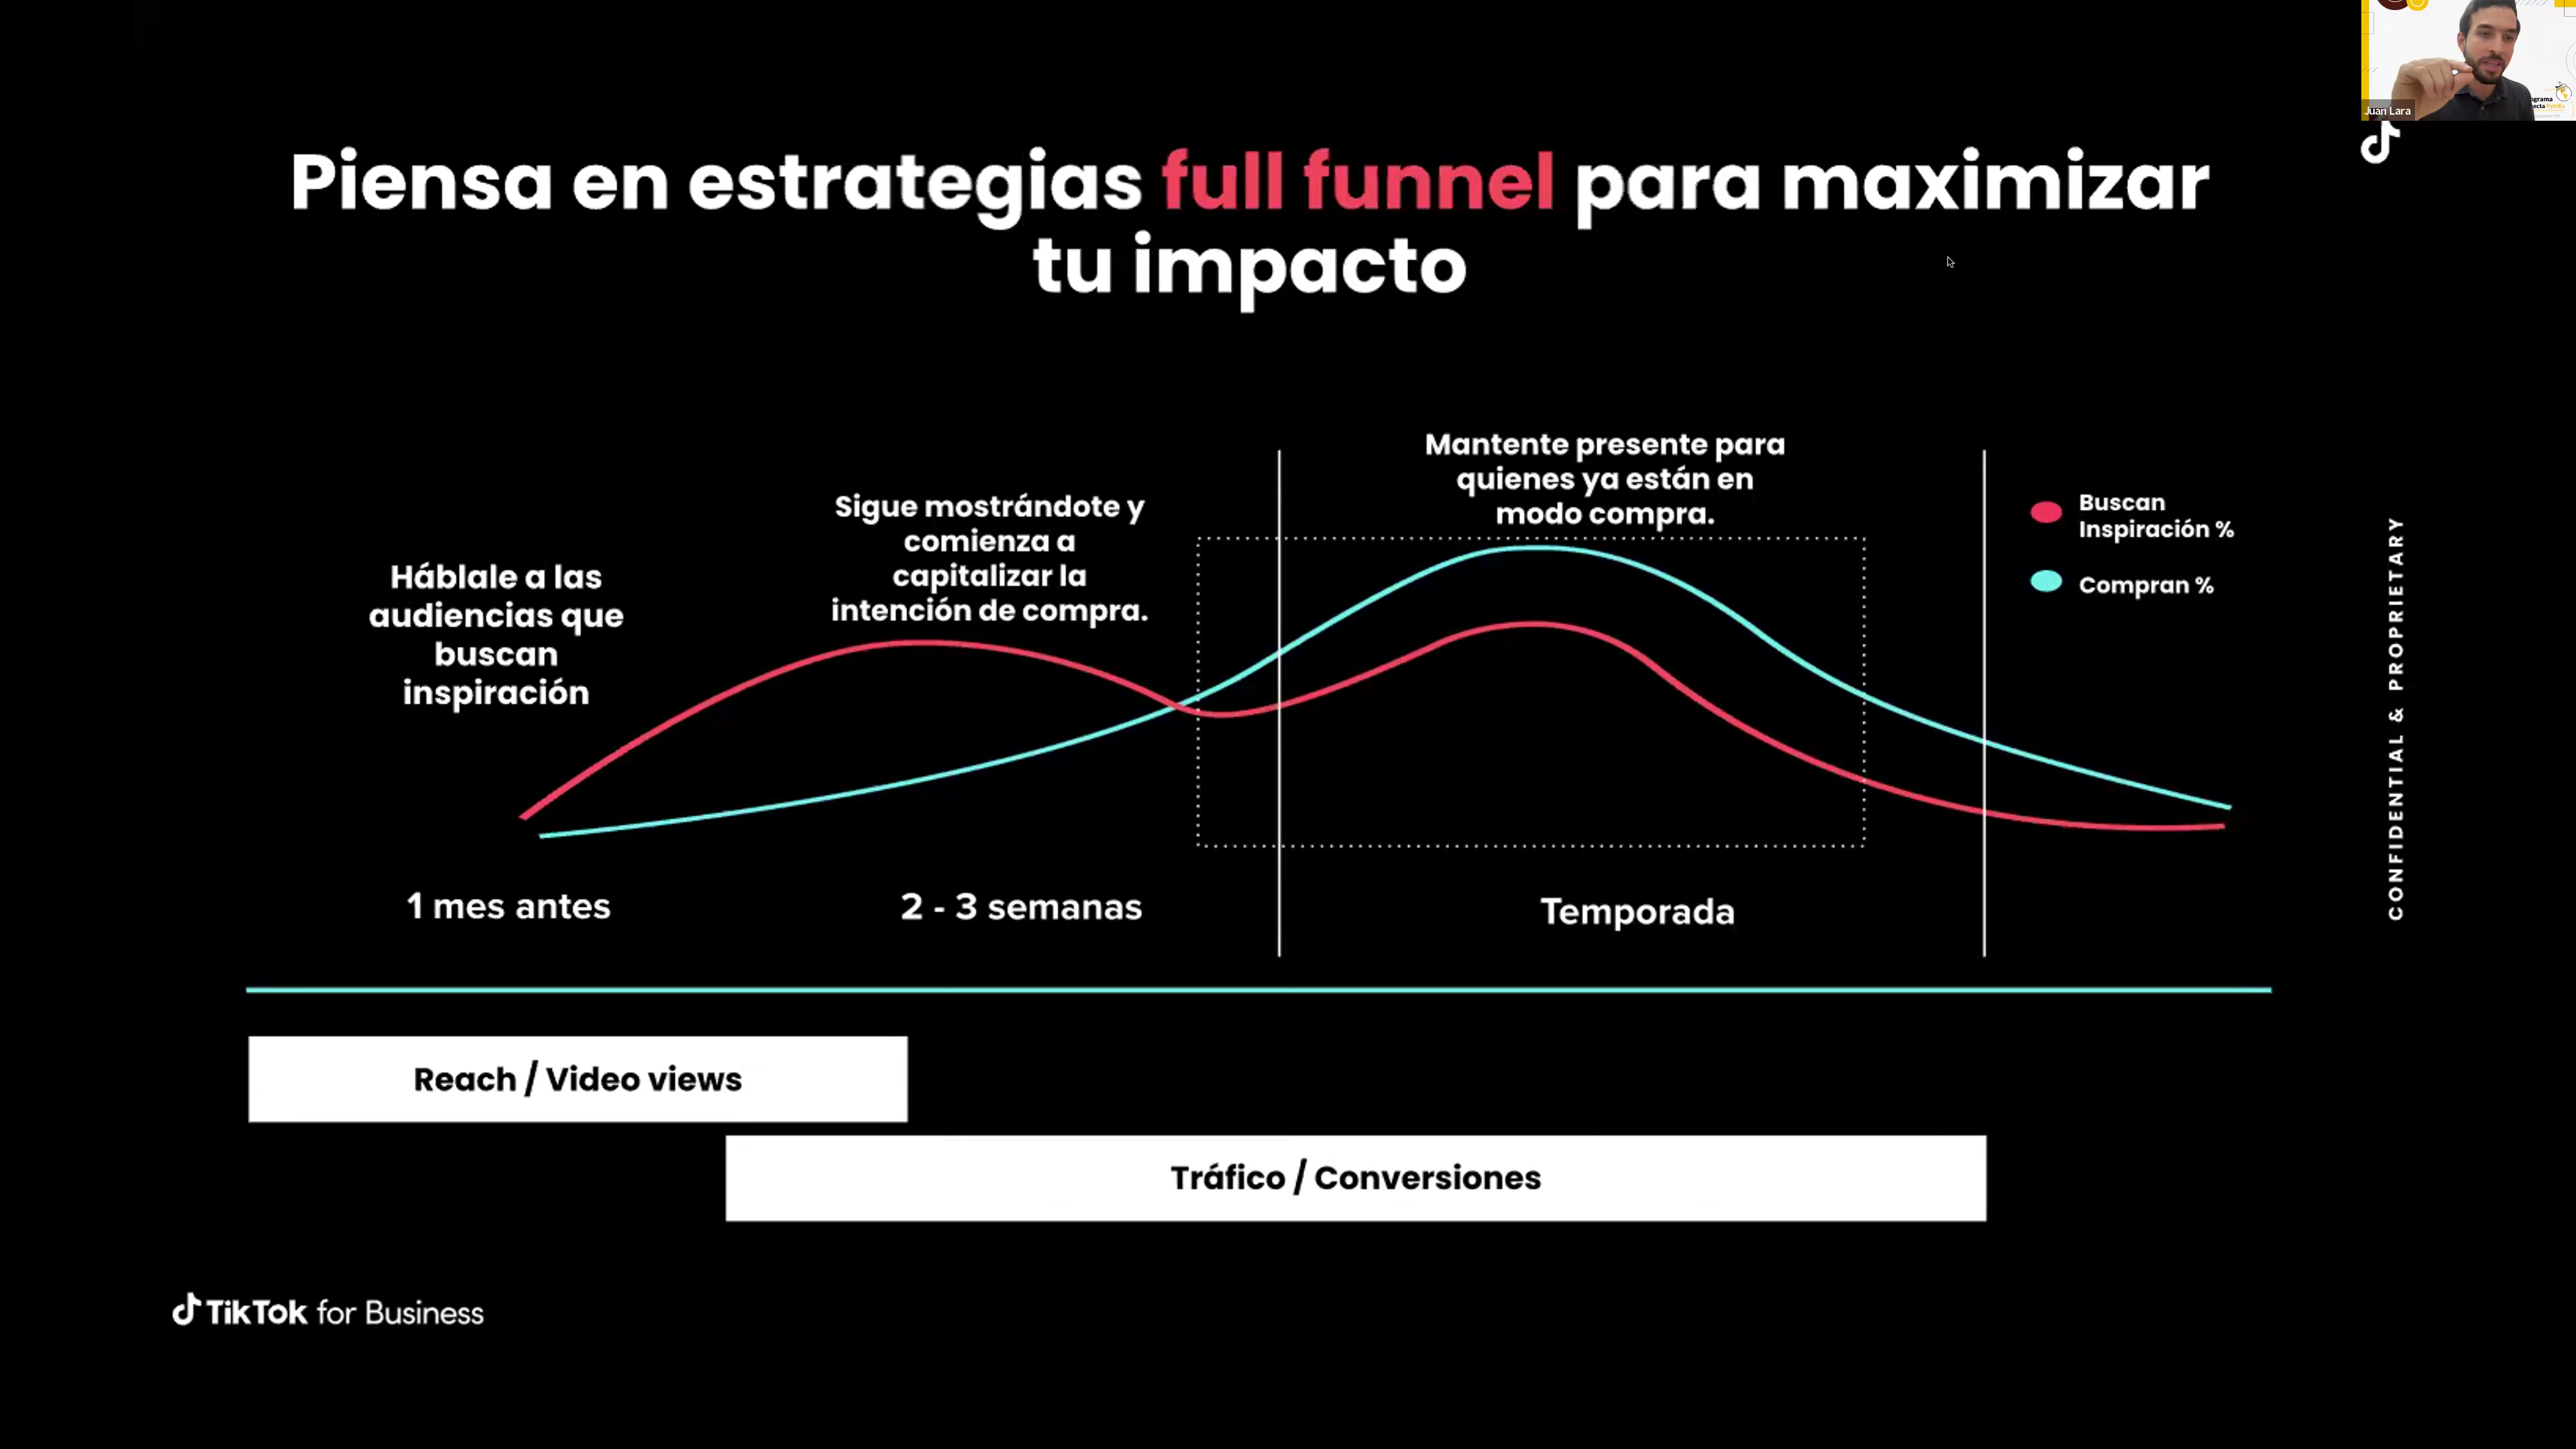 Juan Lara
Piensa en estrategias full funnel para maximizar
tu impacto
Háblale a las
audiencias que
buscan
inspiración
Sigue mostrándote y
comienza a
capitalizar la
intención de compra.
Mantente presente para
quienes ya están en
modo compra.
Buscan
Inspiración %
Compran %
CONFIDENTIAL & PROPRIETARY
1 mes antes
2 - 3 semanas
Temporada
Reach / Video views
Tráfico / Conversiones
TikTok for Business